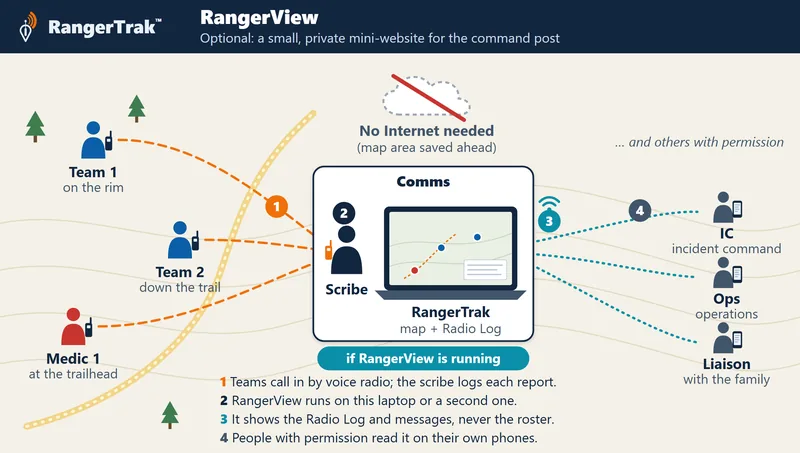 RangerTrak™
RangerView
Optional: a small, private mini-website for the command post
No Internet needed
(map area saved ahead)
... and others with permission
Team 1
on the rim
1
Comms
2
3
4
IC
incident command
Team 2
down the trail
Scribe
Ops
operations
RangerTrak
map + Radio Log
Medic 1
at the trailhead
Liaison
with the family
if RangerView is running
1 Teams call in by voice radio; the scribe logs each report.
2 RangerView runs on this laptop or a second one.
3 It shows the Radio Log and messages, never the roster.
4 People with permission read it on their own phones.